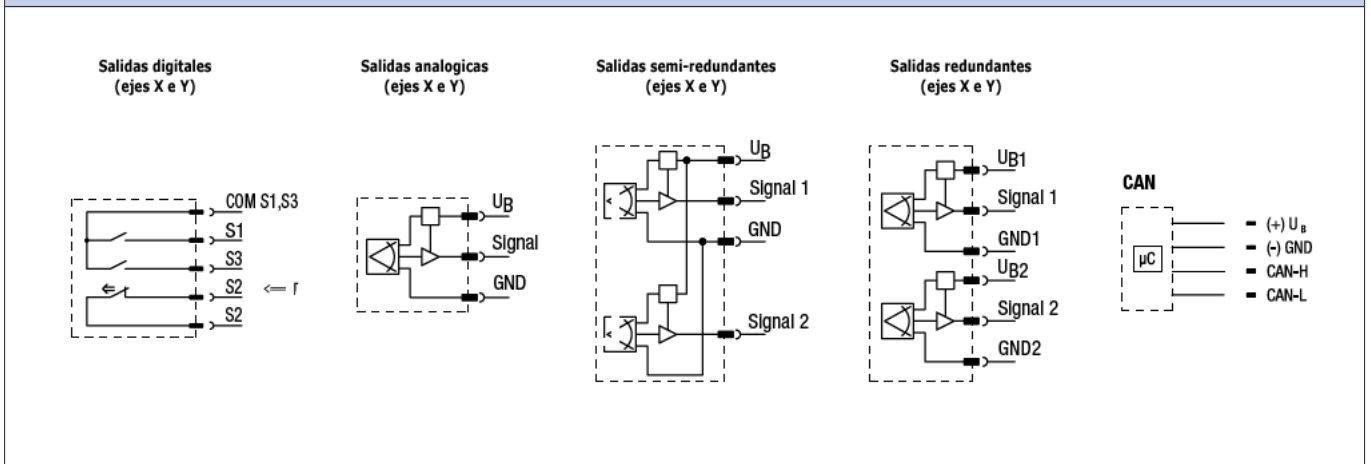 Salidas digitales
(ejes X e Y)
COM S1,S3
S1
S3
S2
<= r
S2
Salidas analogicas
(ejes X e Y)
UB
Signal
GND
Salidas semi-redundantes
(ejes X e Y)
UB
Signal 1
GND
Signal 2
Salidas redundantes
(ejes X e Y)
UB1
Signal 1
GND1
UB2
Signal 2
GND2
CAN
µC
(+) UB
(-) GND
CAN-H
CAN-L